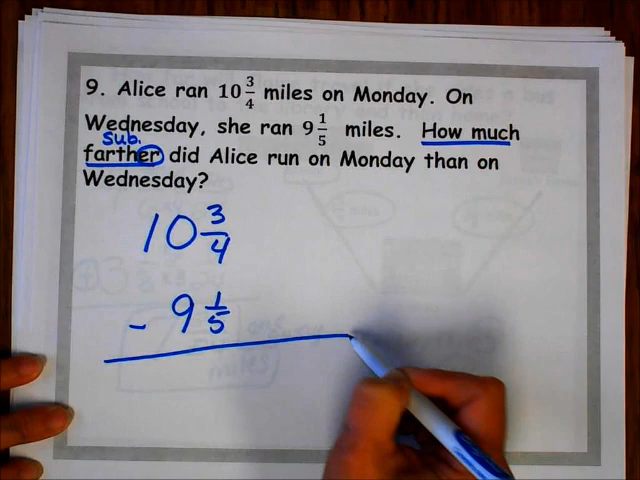 9. Alice ran 10 3/4 miles on Monday. On
Wednesday, she ran 9 1/5 miles. How much
sub.
farther did Alice run on Monday than on
Wednesday?
10 3/4
- 9 1/5